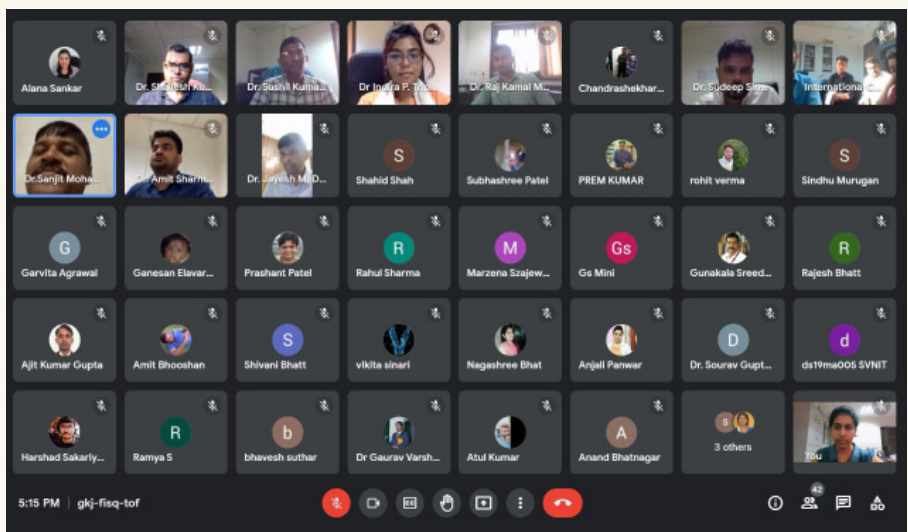 Alana Sankar
Dr. Shailesh Ku...
Dr. Sushil Kuma...
Dr Indira P. Trip...
Dr. Raj Kamal M...
Chandrashekhar...
Dr. Sudeep Sin...
International C...
Dr.Sanjit Moha...
Dr. Amit Sharm...
Dr. Jayesh M. D...
S
Shahid Shah
Subhashree Patel
PREM KUMAR
rohit verma
S
Sindhu Murugan
G
Garvita Agrawal
Ganesan Elavar...
Prashant Patel
R
Rahul Sharma
M
Marzena Szajew...
Gs
Gs Mini
Gunakala Sreed...
R
Rajesh Bhatt
Ajit Kumar Gupta
Amit Bhooshan
S
Shivani Bhatt
vikita sinari
Nagashree Bhat
Anjali Panwar
D
Dr. Sourav Gupt...
d
ds19ma005 SVNIT
Harshad Sakariy...
R
Ramya S
b
bhavesh suthar
Dr Gaurav Varsh...
Atul Kumar
A
Anand Bhatnagar
s
3 others
You
5:15 PM | gkj-fisq-tof
42